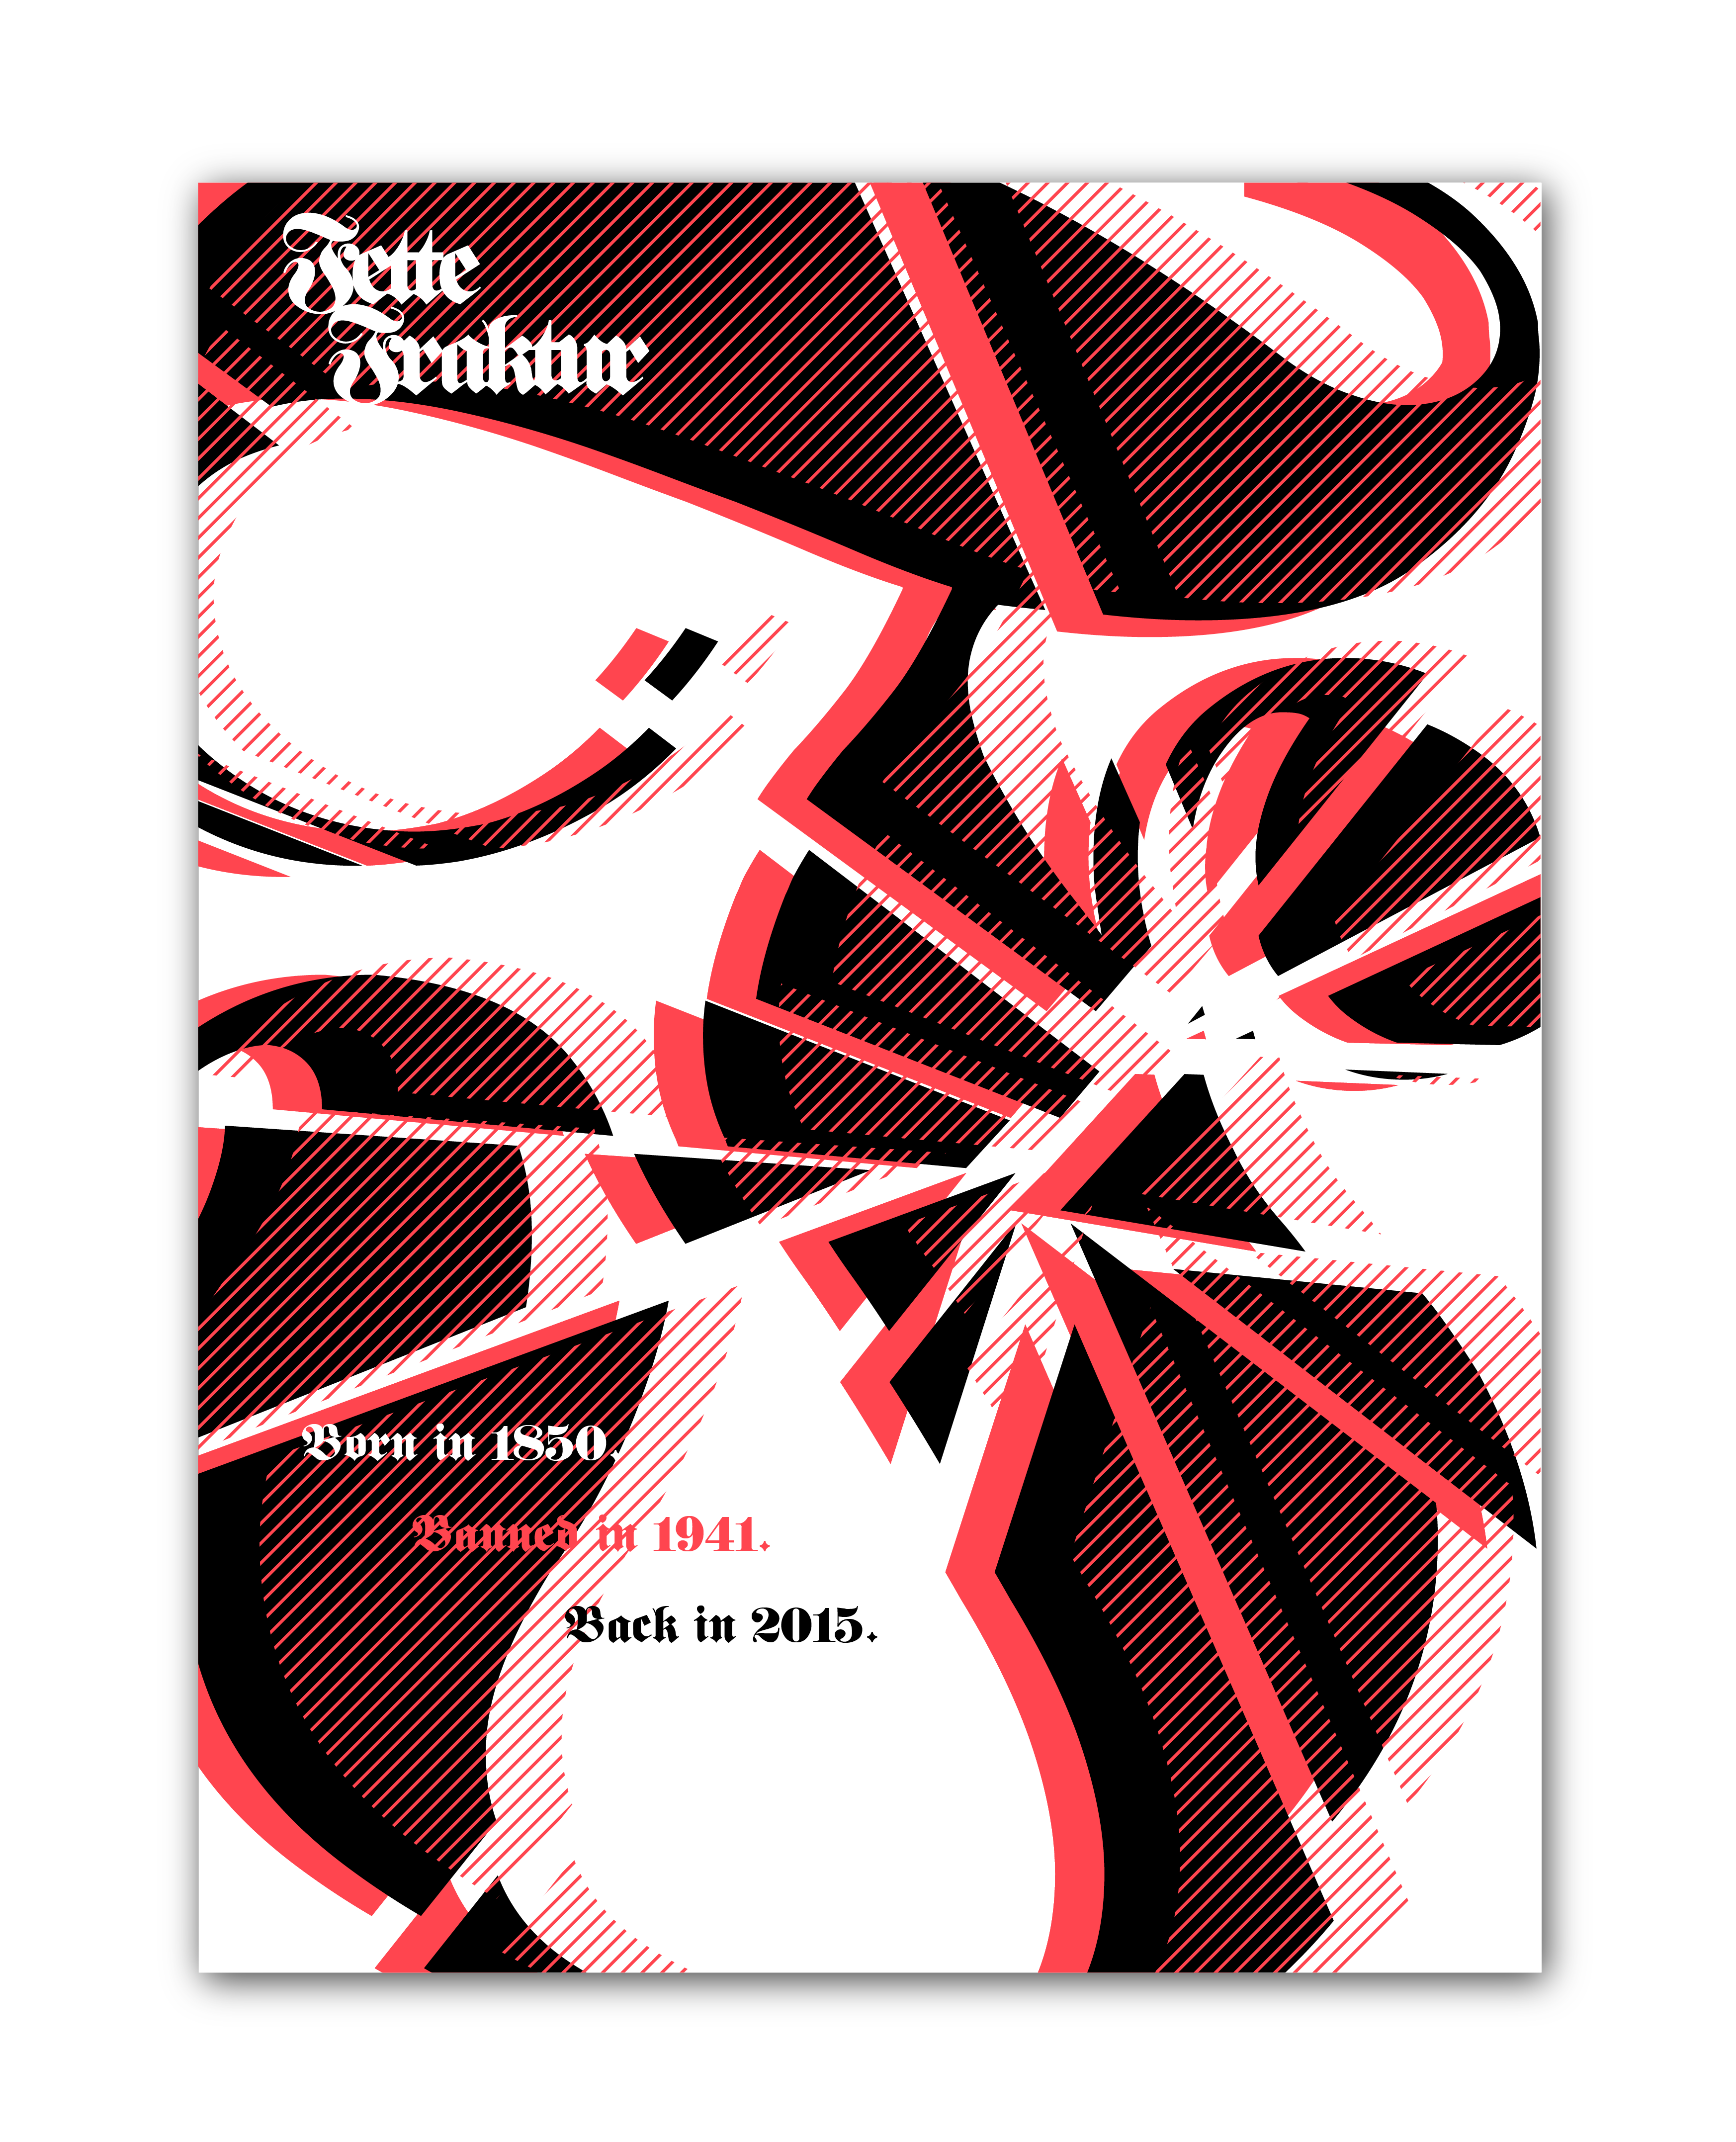 Fette
Fraktur
Born in 1850.
Banned in 1941.
Back in 2015.